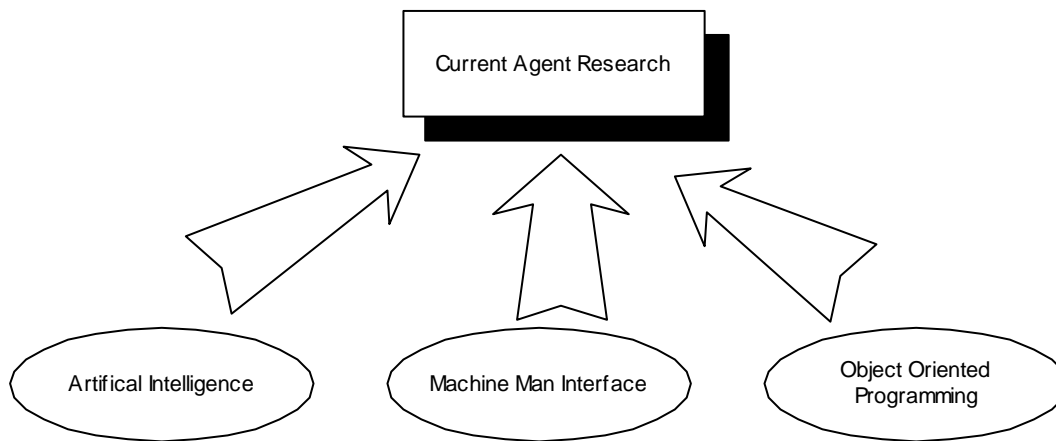 Current Agent Research
Artifical Intelligence
Machine Man Interface
Object Oriented
Programming